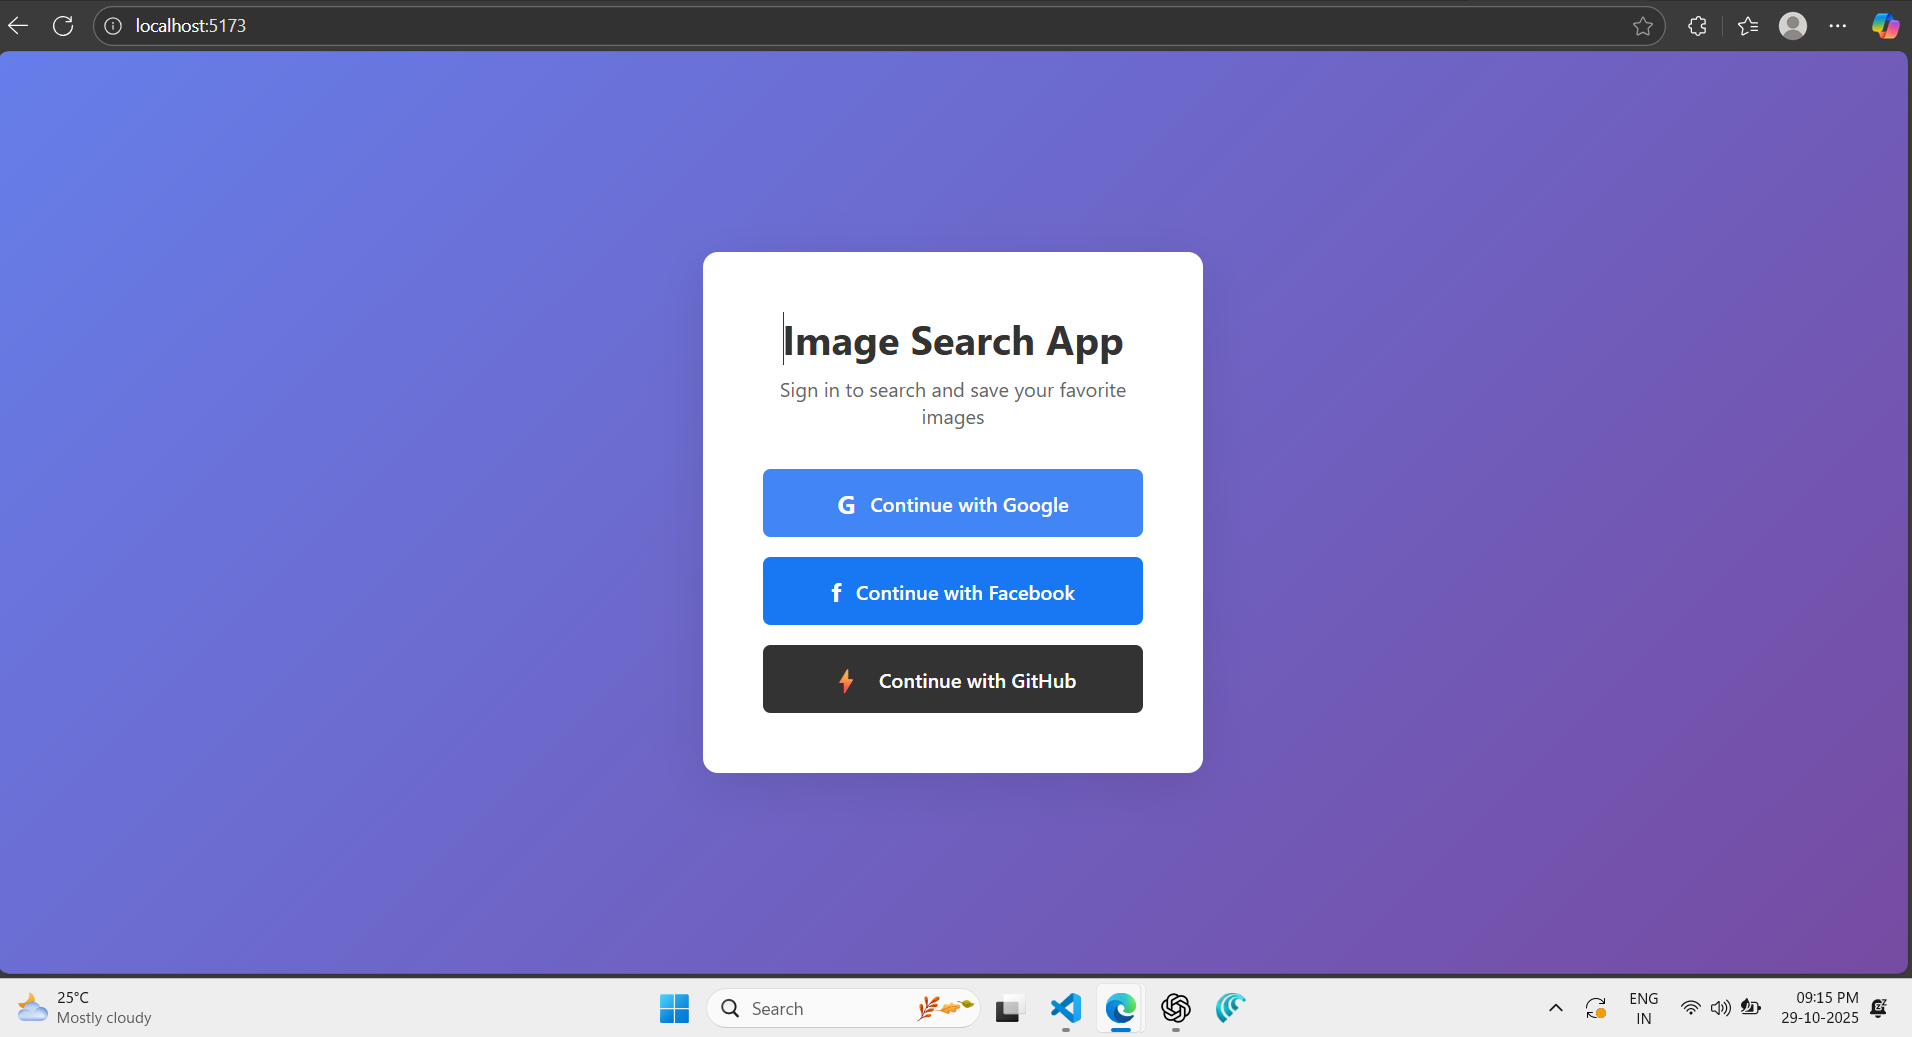 localhost:5173
Image Search App
Sign in to search and save your favorite
images
G Continue with Google
f Continue with Facebook
Continue with GitHub
25°C
Mostly cloudy
Search
ENG
IN
09:15 PM
29-10-2025